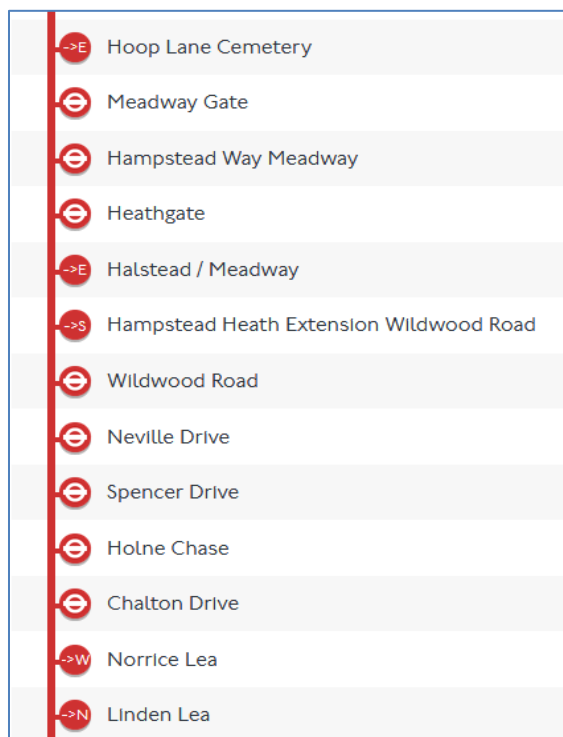 ->E Hoop Lane Cemetery
Meadway Gate
Hampstead Way Meadway
Heathgate
->E Halstead / Meadway
->S Hampstead Heath Extension Wildwood Road
Wildwood Road
Neville Drive
Spencer Drive
Holne Chase
Chalton Drive
->W Norrice Lea
->N Linden Lea